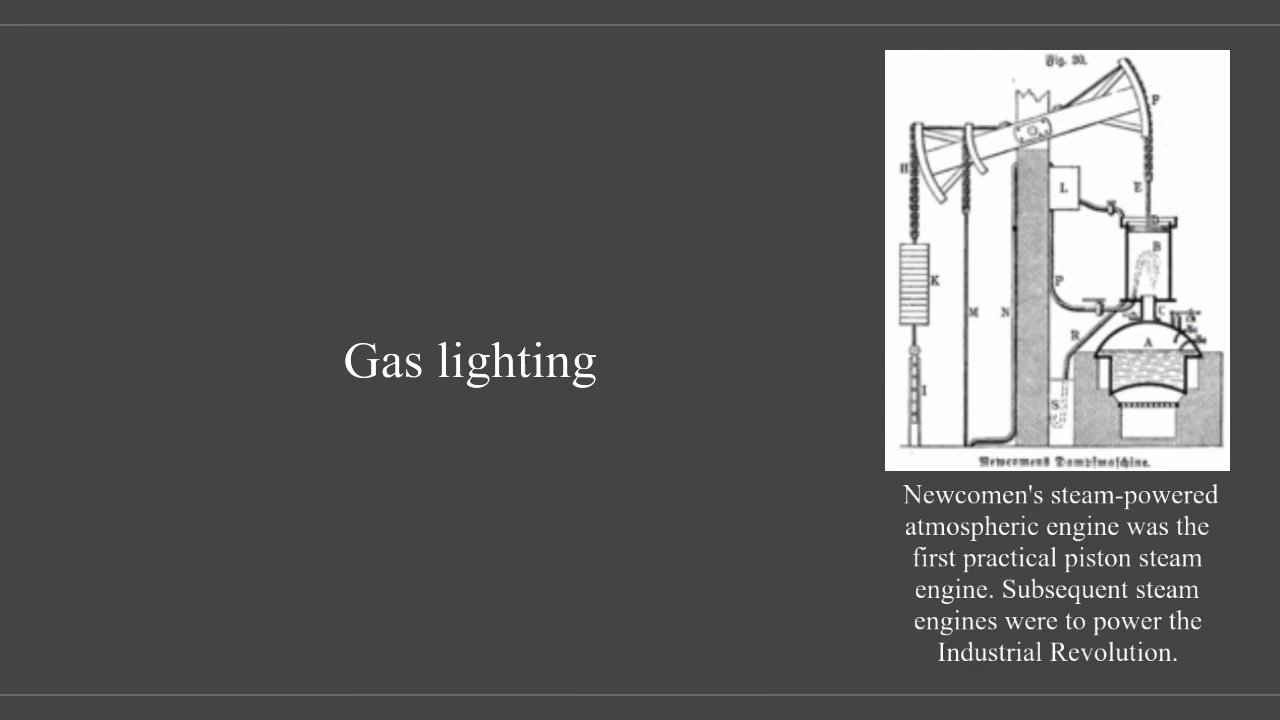 Gas lighting
Fig. 30.
P
H
L
E
D
B
K
P
M
N
C
R
A
I
S
Newcomens Dampfmaschine.
Newcomen's steam-powered
atmospheric engine was the
first practical piston steam
engine. Subsequent steam
engines were to power the
Industrial Revolution.